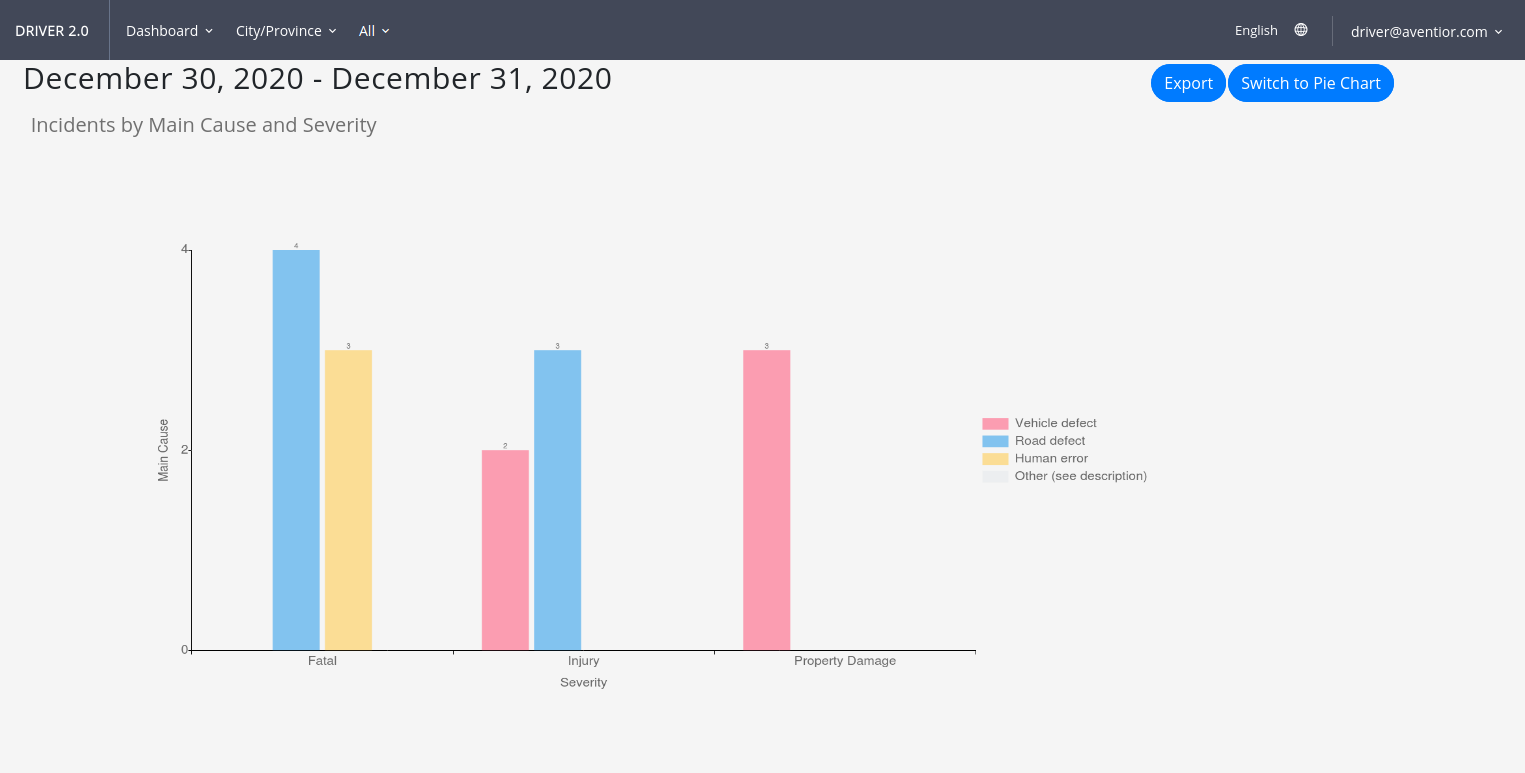 DRIVER 2.0 Dashboard City/Province All English driver@aventior.com
December 30, 2020 - December 31, 2020 Export Switch to Pie Chart
Incidents by Main Cause and Severity
4
4
3
3
3
2
2
0
Main Cause
Fatal Injury Property Damage
Severity
Vehicle defect
Road defect
Human error
Other (see description)